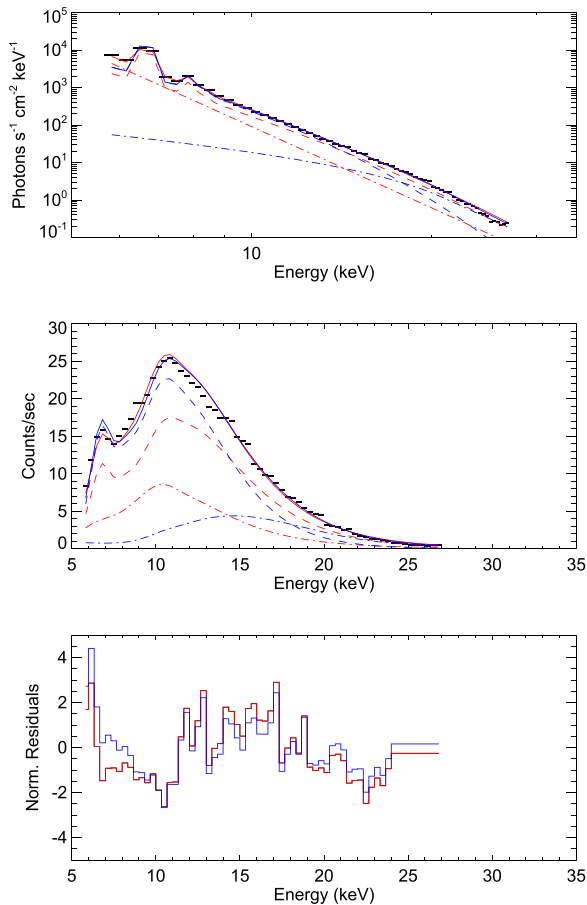 10⁵
10⁴
10³
10²
10¹
10⁰
10⁻¹
Photons s⁻¹ cm⁻² keV⁻¹
10
Energy (keV)
30
25
20
15
10
5
0
Counts/sec
5 10 15 20 25 30 35
Energy (keV)
4
2
0
-2
-4
Norm. Residuals
5 10 15 20 25 30 35
Energy (keV)